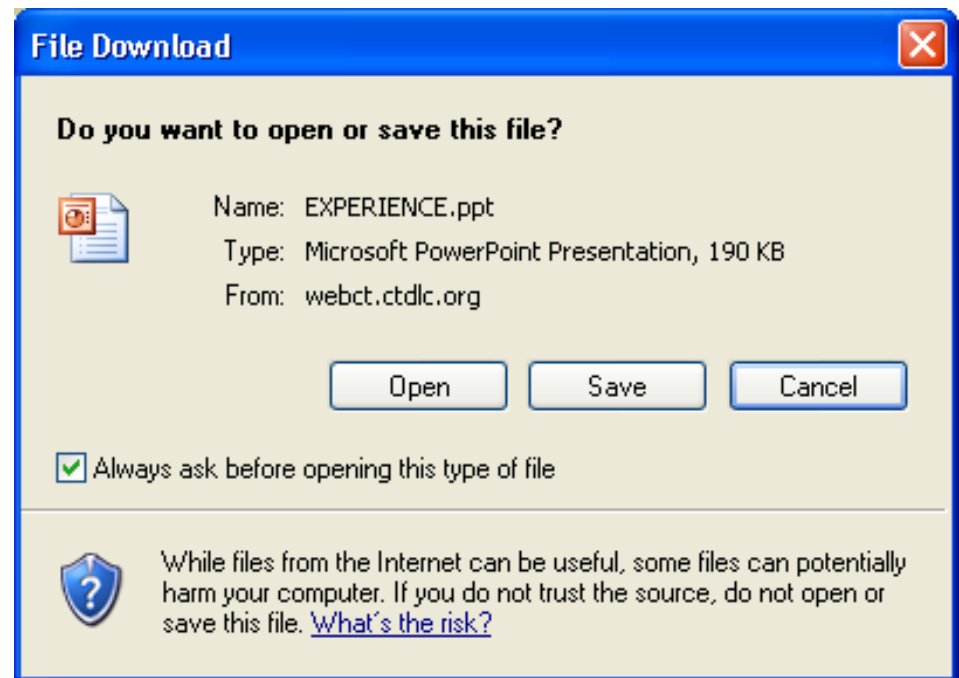 File Download
Do you want to open or save this file?
Name: EXPERIENCE.ppt
Type: Microsoft PowerPoint Presentation, 190 KB
From: webct.ctdlc.org
Open Save Cancel
Always ask before opening this type of file
While files from the Internet can be useful, some files can potentially
harm your computer. If you do not trust the source, do not open or
save this file. What's the risk?